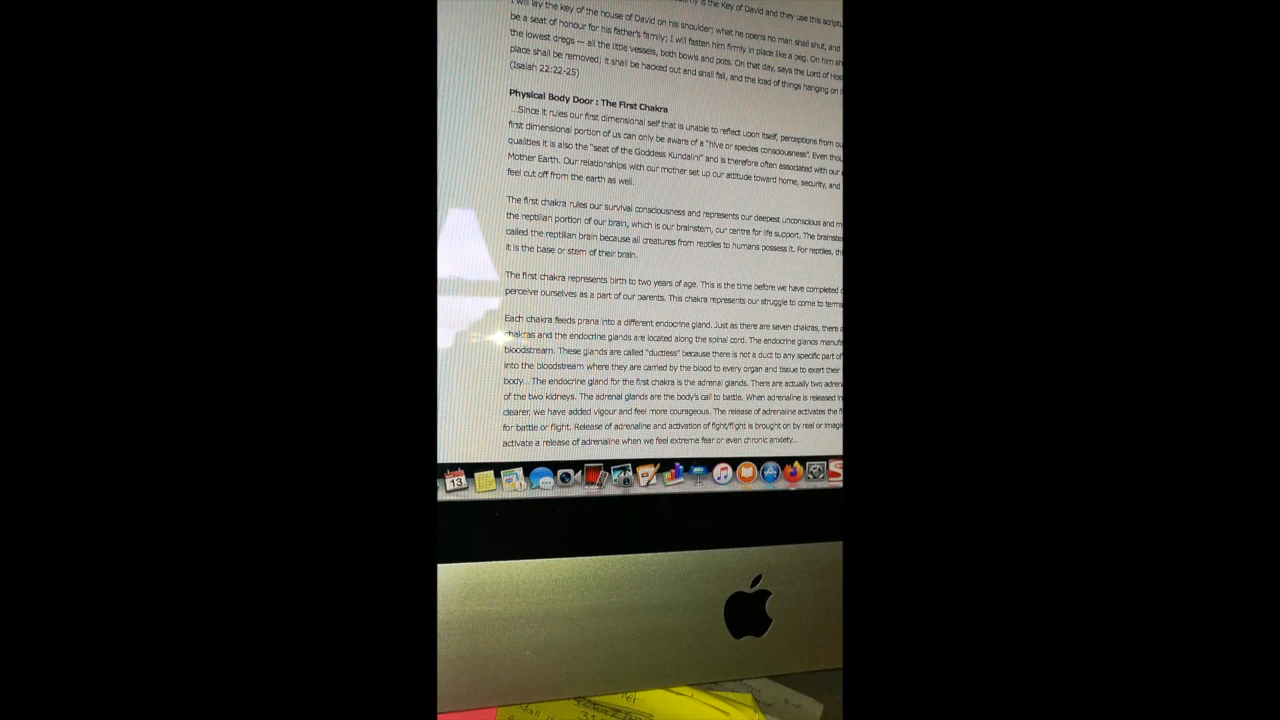 is the Key of David and they use this
I will lay the key of the house of David on his shoulder; what he opens no man shall shut, and
be a seat of honour for his father's family; I will fasten him firmly in place like a peg. On him
the lowest dregs — all the little vessels, both bowls and pots. On that day, says the Lord of
place shall be removed; it shall be hacked out and shall fall, and the load of things hanging on
(Isaiah 22:22-25)
Physical Body Door : The First Chakra
...Since it rules our first dimensional self that is unable to reflect upon itself, perceptions from
first dimensional portion of us can only be aware of a "hive or species consciousness". Even
qualities it is also the "seat of the Goddess Kundalini" and is therefore often associated with our
Mother Earth. Our relationships with our mother set up our attitude toward home, security, and
feel cut off from the earth as well.
The first chakra rules our survival consciousness and represents our deepest unconscious and
the reptilian portion of our brain, which is our brainstem, our centre for life support. The
called the reptilian brain because all creatures from reptiles to humans possess it. For reptiles,
it is the base or stem of their brain.
The first chakra represents birth to two years of age. This is the time before we have completed
perceive ourselves as a part of our parents. This chakra represents our struggle to come to terms
Each chakra feeds prana into a different endocrine gland. Just as there are seven chakras, there
chakras and the endocrine glands are located along the spinal cord. The endocrine glands
bloodstream. These glands are called "ductless" because there is not a duct to any specific part of
into the bloodstream where they are carried by the blood to every organ and tissue to exert their
body... The endocrine gland for the first chakra is the adrenal glands. There are actually two
of the two kidneys. The adrenal glands are the body's call to battle. When adrenaline is released
clearer, we have added vigour and feel more courageous. The release of adrenaline activates the
for battle or flight. Release of adrenaline and activation of fight/flight is brought on by real or
activate a release of adrenaline when we feel extreme fear or even chronic anxiety...
13